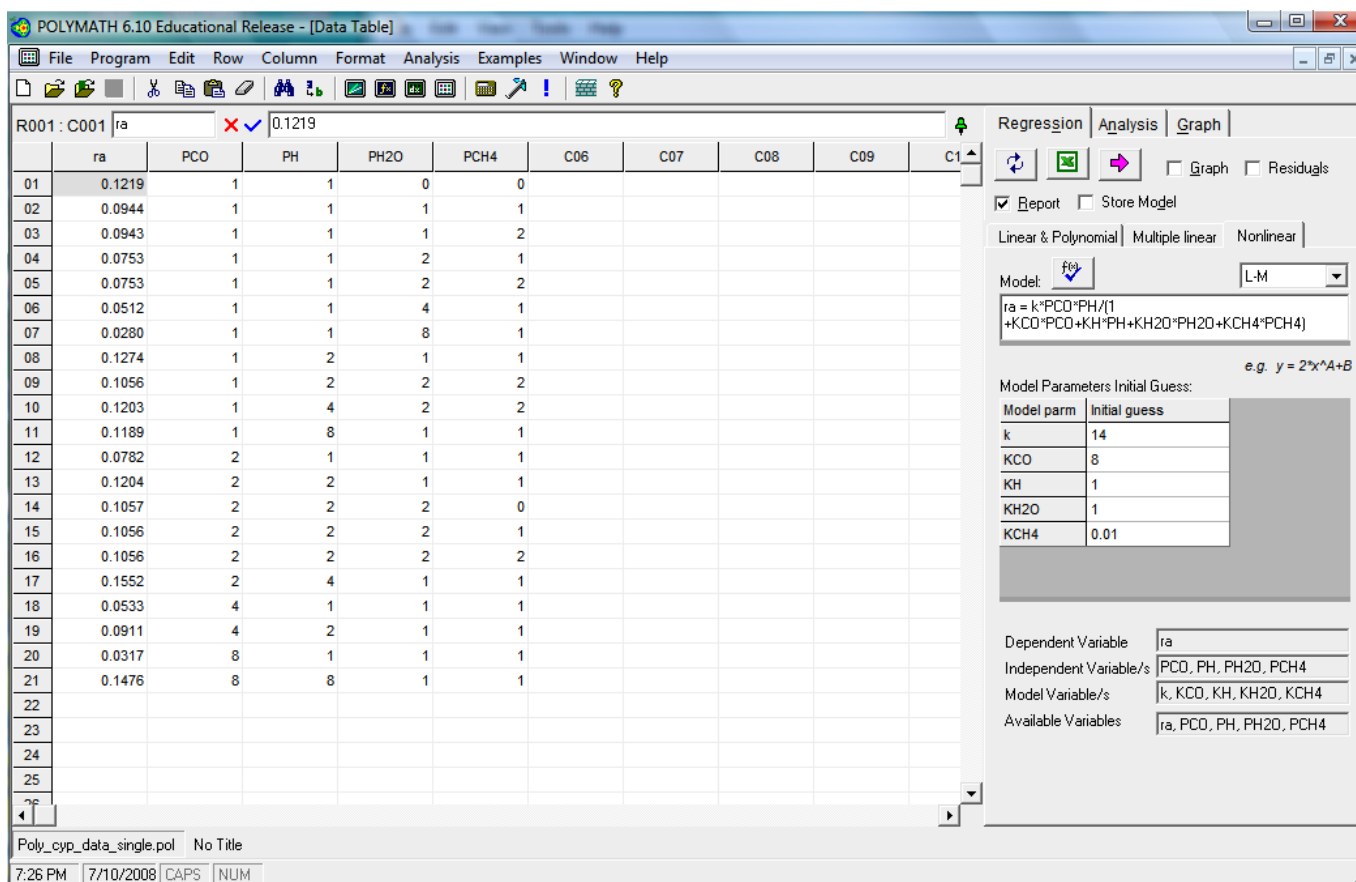 POLYMATH 6.10 Educational Release - [Data Table]
File Program Edit Row Column Format Analysis Examples Window Help
R001 : C001 ra 0.1219
ra PCO PH PH2O PCH4 C06 C07 C08 C09 C1
01 0.1219 1 1 0 0
02 0.0944 1 1 1 1
03 0.0943 1 1 1 2
04 0.0753 1 1 2 1
05 0.0753 1 1 2 2
06 0.0512 1 1 4 1
07 0.0280 1 1 8 1
08 0.1274 1 2 1 1
09 0.1056 1 2 2 2
10 0.1203 1 4 2 2
11 0.1189 1 8 1 1
12 0.0782 2 1 1 1
13 0.1204 2 2 1 1
14 0.1057 2 2 2 0
15 0.1056 2 2 2 1
16 0.1056 2 2 2 2
17 0.1552 2 4 1 1
18 0.0533 4 1 1 1
19 0.0911 4 2 1 1
20 0.0317 8 1 1 1
21 0.1476 8 8 1 1
22
23
24
25
Regression Analysis Graph
Graph Residuals
Report Store Model
Linear & Polynomial Multiple linear Nonlinear
Model: f(x) L-M
ra = k*PCO*PH/(1
+KCO*PCO+KH*PH+KH2O*PH2O+KCH4*PCH4)
e.g. y = 2*x^A+B
Model Parameters Initial Guess:
Model parm Initial guess
k 14
KCO 8
KH 1
KH2O 1
KCH4 0.01
Dependent Variable ra
Independent Variable/s PCO, PH, PH2O, PCH4
Model Variable/s k, KCO, KH, KH2O, KCH4
Available Variables ra, PCO, PH, PH2O, PCH4
Poly_cyp_data_single.pol No Title
7:26 PM 7/10/2008 CAPS NUM